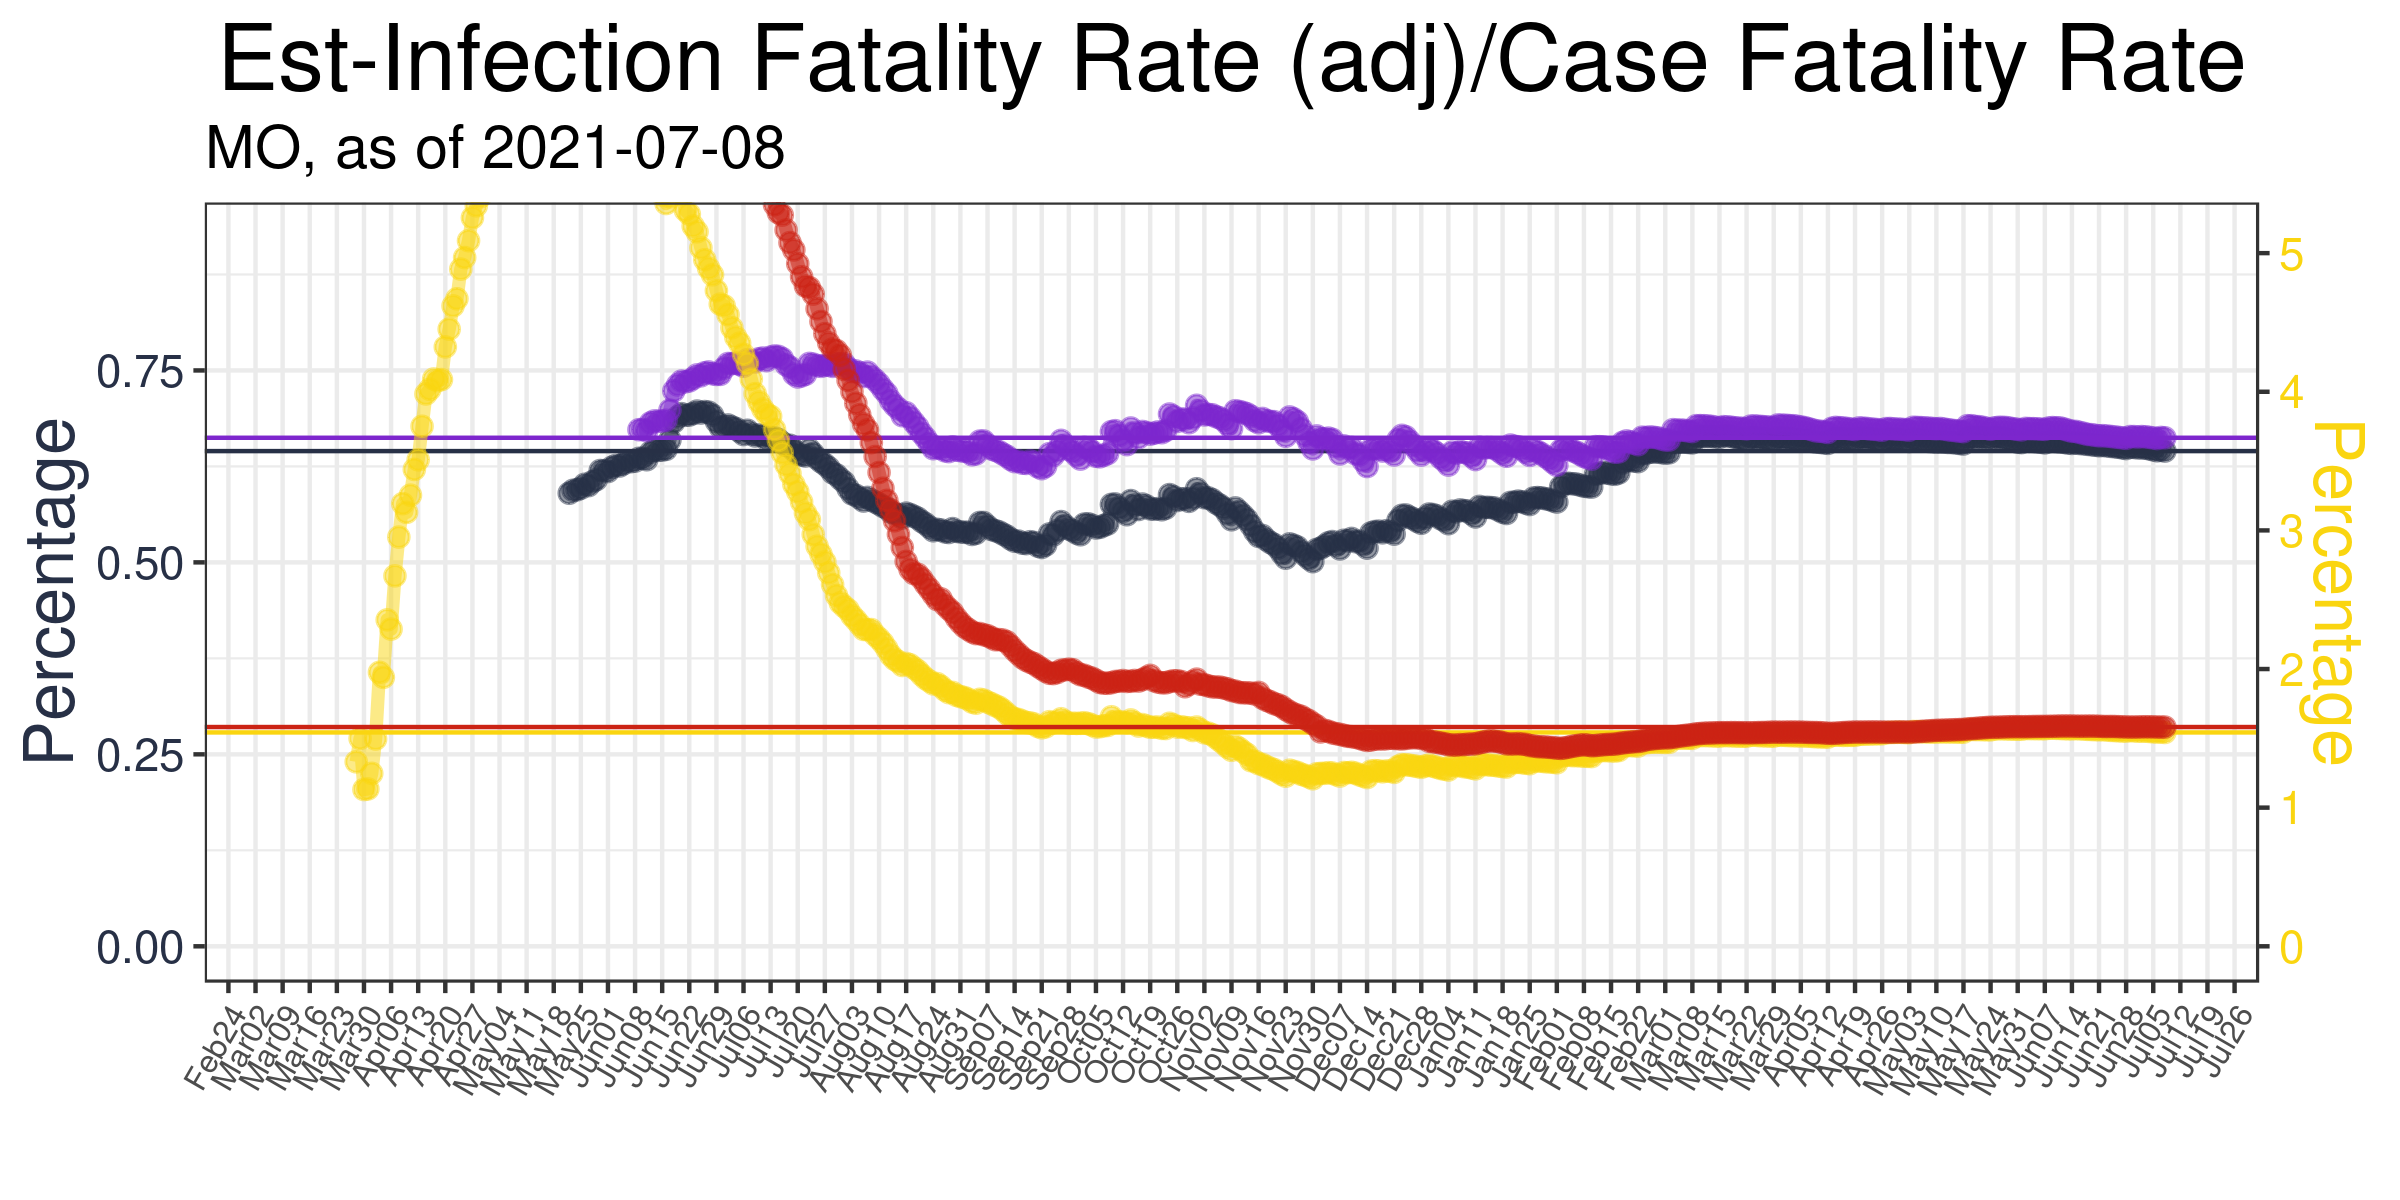 Est-Infection Fatality Rate (adj)/Case Fatality Rate
MO, as of 2021-07-08
Percentage
0.75
0.50
0.25
0.00
5
4
3
2
1
0
Percentage
Feb24
Mar02
Mar09
Mar16
Mar23
Mar30
Apr06
Apr13
Apr20
Apr27
May04
May11
May18
May25
Jun01
Jun08
Jun15
Jun22
Jun29
Jul06
Jul13
Jul20
Jul27
Aug03
Aug10
Aug17
Aug24
Aug31
Sep07
Sep14
Sep21
Sep28
Oct05
Oct12
Oct19
Oct26
Nov02
Nov09
Nov16
Nov23
Nov30
Dec07
Dec14
Dec21
Dec28
Jan04
Jan11
Jan18
Jan25
Feb01
Feb08
Feb15
Feb22
Mar01
Mar08
Mar15
Mar22
Mar29
Apr05
Apr12
Apr19
Apr26
May03
May10
May17
May24
May31
Jun07
Jun14
Jun21
Jun28
Jul05
Jul12
Jul19
Jul26